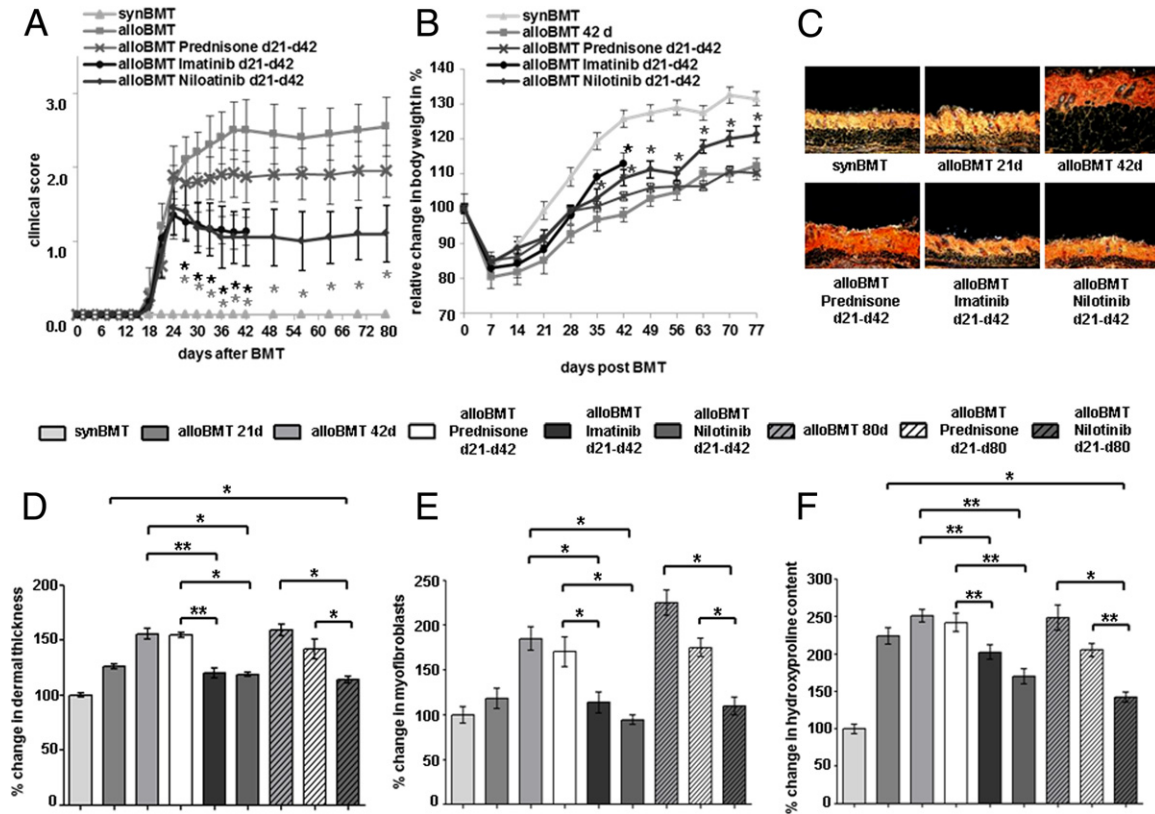 A
synBMT
alloBMT
alloBMT Prednisone d21-d42
alloBMT Imatinib d21-d42
alloBMT Niloatinib d21-d42
3.0
2.0
1.0
0.0
clinical score
0 6 12 18 24 30 36 42 48 54 60 66 72 80
days after BMT
B
synBMT
alloBMT 42 d
alloBMT Prednisone d21-d42
alloBMT Imatinib d21-d42
alloBMT Nilotinib d21-d42
140
130
120
110
100
90
80
70
relative change in body weight in %
0 7 14 21 28 35 42 49 56 63 70 77
days post BMT
C
synBMT
alloBMT 21d
alloBMT 42d
alloBMT
Prednisone
d21-d42
alloBMT
Imatinib
d21-d42
alloBMT
Nilotinib
d21-d42
synBMT
alloBMT 21d
alloBMT 42d
alloBMT
Prednisone
d21-d42
alloBMT
Imatinib
d21-d42
alloBMT
Nilotinib
d21-d42
alloBMT 80d
alloBMT
Prednisone
d21-d80
alloBMT
Nilotinib
d21-d80
D
% change in dermal thickness
200
150
100
50
0
* 
*
**
*
**
*
*
E
% change in myofibroblasts
250
200
150
100
50
0
*
*
*
*
*
*
F
% change in hydroxyproline content
300
250
200
150
100
50
0
*
**
**
**
**
*
**